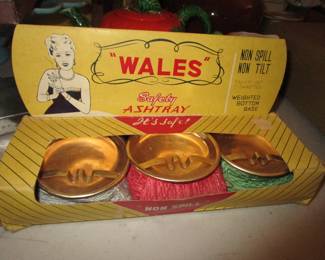 "WALES"
Safety
ASHTRAY
It's Safe!
NON SPILL
NON TILT
WEIGHTED
BOTTOM
BASE
"NON SPILL